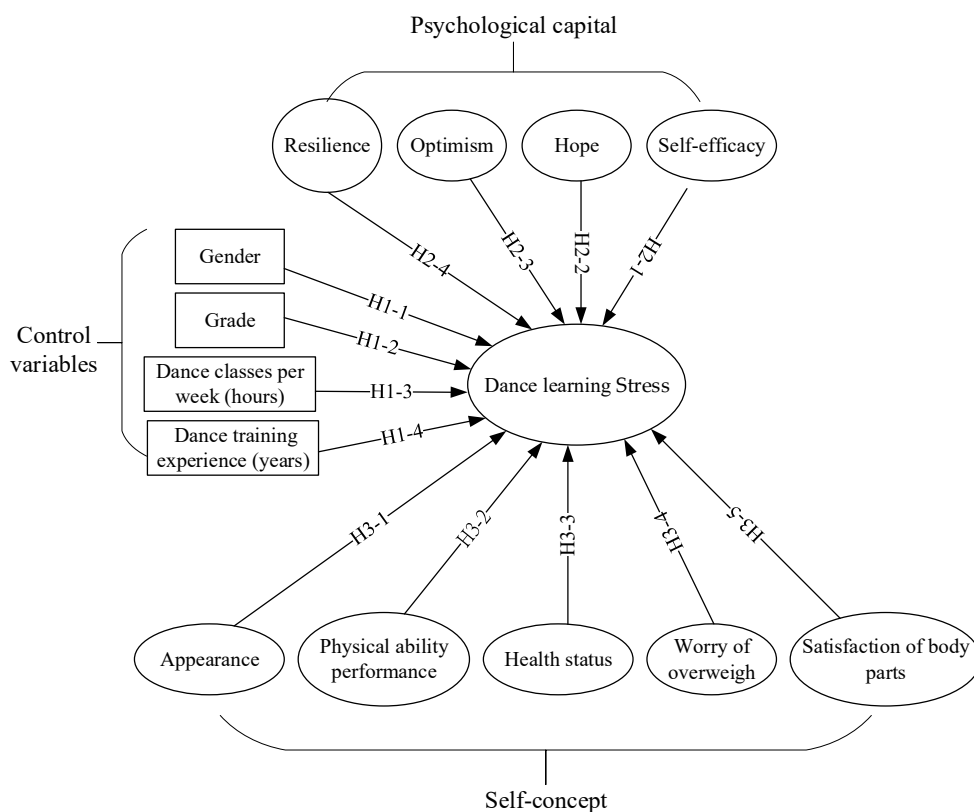 Psychological capital
Resilience
Optimism
Hope
Self-efficacy
H2-4
H2-3
H2-2
H2-1
Control
variables
Gender
Grade
Dance classes per
week (hours)
Dance training
experience (years)
H1-1
H1-2
H1-3
H1-4
Dance learning Stress
H3-1
H3-2
H3-3
H3-4
H3-5
Appearance
Physical ability
performance
Health status
Worry of
overweigh
Satisfaction of body
parts
Self-concept